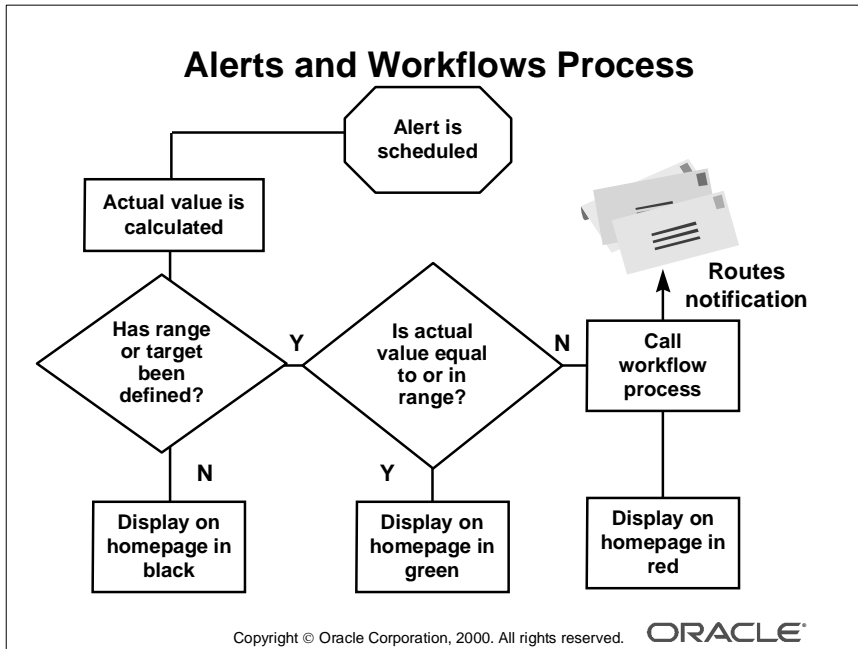 Alerts and Workflows Process
Alert is
scheduled
Actual value is
calculated
Routes
notification
Has range
or target
been
defined?
Y
Is actual
value equal
to or in
range?
N
Call
workflow
process
N
Y
Display on
homepage in
black
Display on
homepage in
green
Display on
homepage in
red
Copyright © Oracle Corporation, 2000. All rights reserved.
ORACLE®